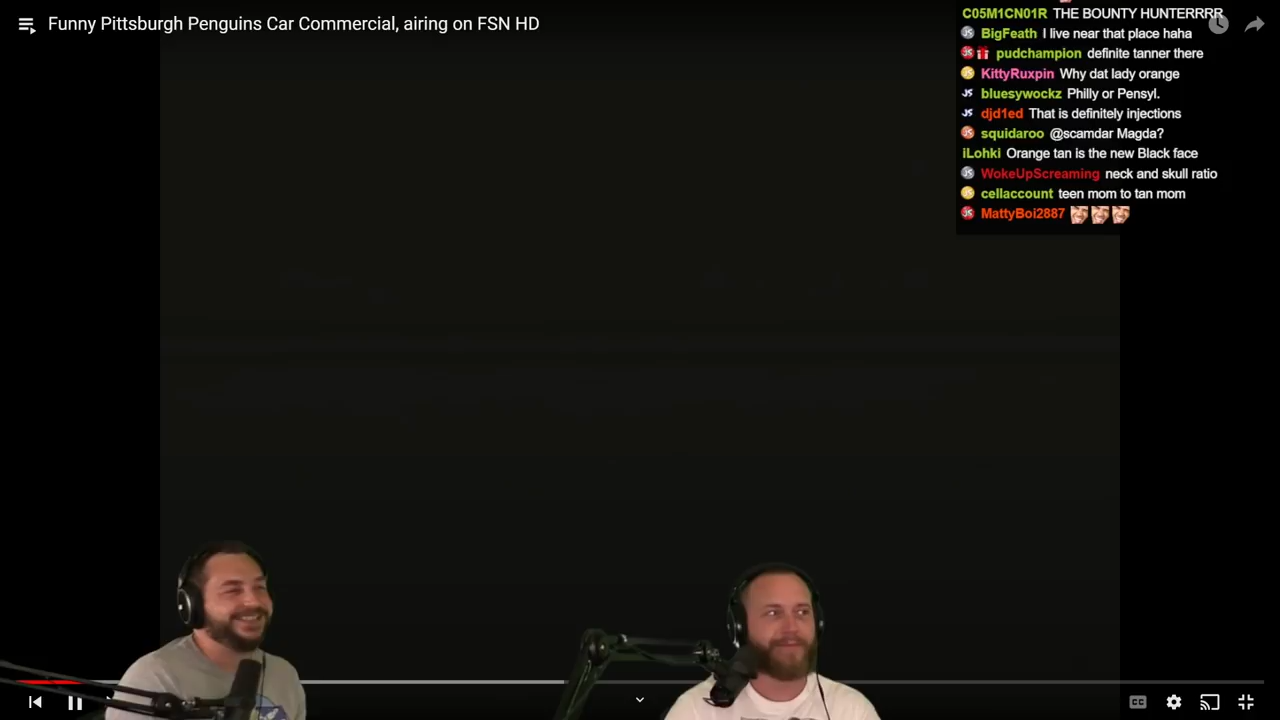 Funny Pittsburgh Penguins Car Commercial, airing on FSN HD
C05M1CN01R THE BOUNTY HUNTERRRR
BigFeath I live near that place haha
pudchampion definite tanner there
KittyRuxpin Why dat lady orange
bluesywockz Philly or Pensyl.
djd1ed That is definitely injections
squidaroo @scamdar Magda?
iLohki Orange tan is the new Black face
WokeUpScreaming neck and skull ratio
cellaccount teen mom to tan mom
MattyBoi2887
CC